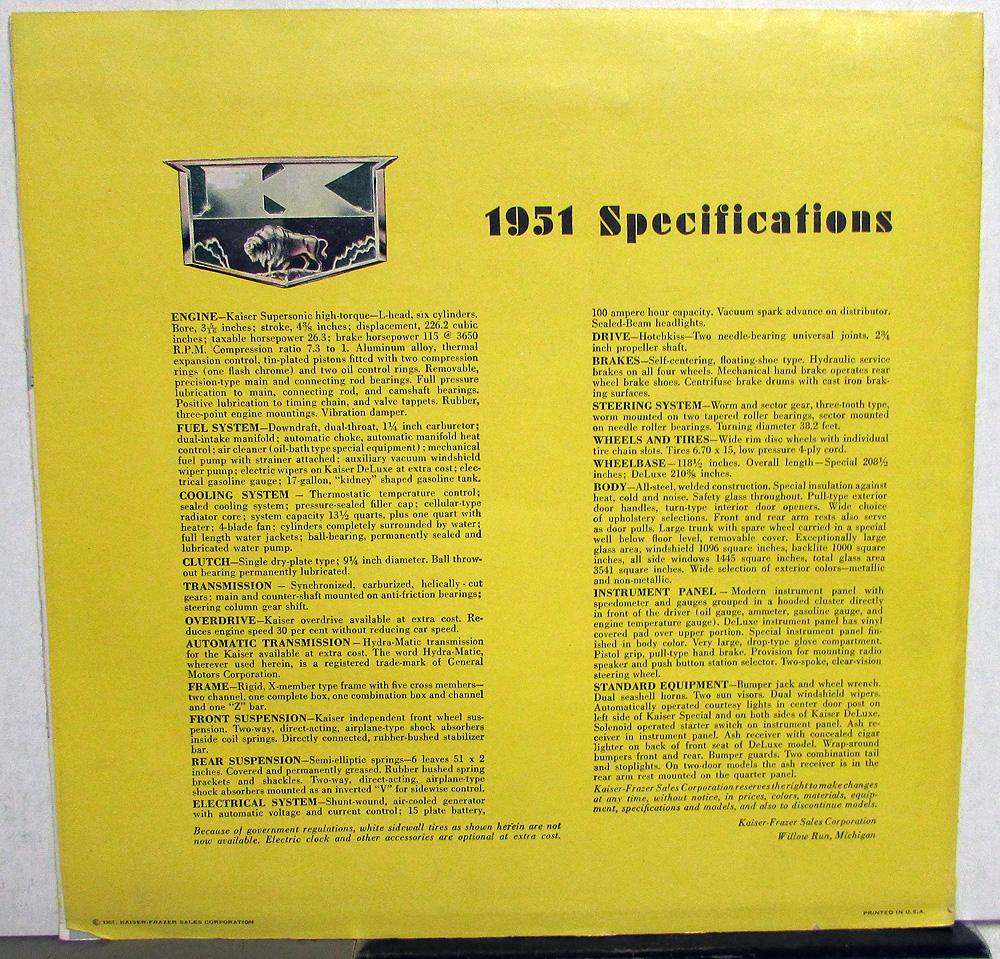 K
1951 Specifications
ENGINE—Kaiser Supersonic high-torque—L-head, six cylinders.
Bore, 3 5/16 inches; stroke, 4⅜ inches; displacement, 226.2 cubic
inches; taxable horsepower 26.3; brake horsepower 115 @ 3650
R.P.M. Compression ratio 7.3 to 1. Aluminum alloy, thermal
expansion control, tin-plated pistons fitted with two compression
rings (one flash chrome) and two oil control rings. Removable,
precision-type main and connecting rod bearings. Full pressure
lubrication to main, connecting rod, and camshaft bearings.
Positive lubrication to timing chain, and valve tappets. Rubber,
three-point engine mountings. Vibration damper.
FUEL SYSTEM—Downdraft, dual-throat, 1¼ inch carburetor;
dual-intake manifold; automatic choke, automatic manifold heat
control; air cleaner (oil-bath type special equipment); mechanical
fuel pump with strainer attached; auxiliary vacuum windshield
wiper pump; electric wipers on Kaiser DeLuxe at extra cost; elec-
trical gasoline gauge; 17-gallon, "kidney" shaped gasoline tank.
COOLING SYSTEM — Thermostatic temperature control;
sealed cooling system; pressure-sealed filler cap; cellular-type
radiator core; system capacity 13½ quarts, plus one quart with
heater; 4-blade fan; cylinders completely surrounded by water;
full length water jackets; ball-bearing, permanently sealed and
lubricated water pump.
CLUTCH—Single dry-plate type; 9¼ inch diameter. Ball throw-
out bearing permanently lubricated.
TRANSMISSION — Synchronized, carburized, helically-cut
gears; main and counter-shaft mounted on anti-friction bearings;
steering column gear shift.
OVERDRIVE—Kaiser overdrive available at extra cost. Re-
duces engine speed 30 per cent without reducing car speed.
AUTOMATIC TRANSMISSION—Hydra-Matic transmission
for the Kaiser available at extra cost. The word Hydra-Matic,
wherever used herein, is a registered trade-mark of General
Motors Corporation.
FRAME—Rigid, X-member type frame with five cross members—
two channel, one complete box, one combination box and channel
and one "Z" bar.
FRONT SUSPENSION—Kaiser independent front wheel sus-
pension. Two-way, direct-acting, airplane-type shock absorbers
inside coil springs. Directly connected, rubber-bushed stabilizer
bar.
REAR SUSPENSION—Semi-elliptic springs—6 leaves 51 x 2
inches. Covered and permanently greased. Rubber bushed spring
brackets and shackles. Two-way, direct-acting, airplane-type
shock absorbers mounted as an inverted "V" for sidewise control.
ELECTRICAL SYSTEM—Shunt-wound, air-cooled generator
with automatic voltage and current control; 15 plate battery,
100 ampere hour capacity. Vacuum spark advance on distributor.
Sealed-Beam headlights.
DRIVE—Hotchkiss—Two needle-bearing universal joints. 2¾
inch propeller shaft.
BRAKES—Self-centering, floating-shoe type. Hydraulic service
brakes on all four wheels. Mechanical hand brake operates rear
wheel brake shoes. Centrifuse brake drums with cast iron brak-
ing surfaces.
STEERING SYSTEM—Worm and sector gear, three-tooth type,
worm mounted on two tapered roller bearings, sector mounted
on needle roller bearings. Turning diameter 38.2 feet.
WHEELS AND TIRES—Wide rim disc wheels with individual
tire chain slots. Tires 6.70 x 15, low pressure 4-ply cord.
WHEELBASE—118½ inches. Overall length—Special 208½
inches; DeLuxe 210⅜ inches.
BODY—All-steel, welded construction. Special insulation against
heat, cold and noise. Safety glass throughout. Pull-type exterior
door handles, turn-type interior door openers. Wide choice
of upholstery selections. Front and rear arm rests also serve
as door pulls. Large trunk with spare wheel carried in a special
well below floor level, removable cover. Exceptionally large
glass area, windshield 1096 square inches, backlite 1000 square
inches, all side windows 1445 square inches, total glass area
3541 square inches. Wide selection of exterior colors—metallic
and non-metallic.
INSTRUMENT PANEL — Modern instrument panel with
speedometer and gauges grouped in a hooded cluster directly
in front of the driver (oil gauge, ammeter, gasoline gauge, and
engine temperature gauge). DeLuxe instrument panel has vinyl
covered pad over upper portion. Special instrument panel fin-
ished in body color. Very large, drop-type glove compartment.
Pistol grip, pull-type hand brake. Provision for mounting radio
speaker and push button station selector. Two-spoke, clear-vision
steering wheel.
STANDARD EQUIPMENT—Bumper jack and wheel wrench.
Dual seashell horns. Two sun visors. Dual windshield wipers.
Automatically operated courtesy lights in center door post on
left side of Kaiser Special and on both sides of Kaiser DeLuxe.
Solenoid operated starter switch on instrument panel. Ash re-
ceiver in instrument panel. Ash receiver with concealed cigar
lighter on back of front seat of DeLuxe model. Wrap-around
bumpers front and rear. Bumper guards. Two combination tail
and stoplights. On two-door models the ash receiver is in the
rear arm rest mounted on the quarter panel.
Kaiser-Frazer Sales Corporation reserves the right to make changes
at any time, without notice, in prices, colors, materials, equip-
ment, specifications and models, and also to discontinue models.
Kaiser-Frazer Sales Corporation
Willow Run, Michigan
Because of government regulations, white sidewall tires as shown herein are not
now available. Electric clock and other accessories are optional at extra cost.
© 1951, KAISER-FRAZER SALES CORPORATION
PRINTED IN U.S.A.